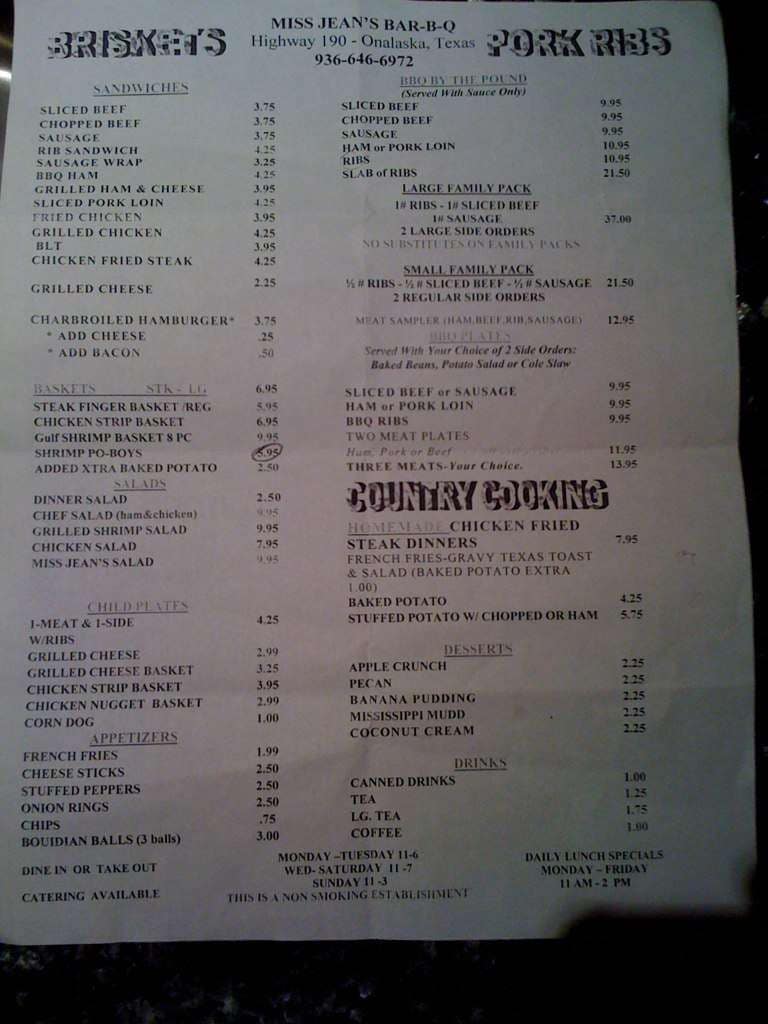 BRISKETS
MISS JEAN'S BAR-B-Q
Highway 190 - Onalaska, Texas
936-646-6972
PORK RIBS
SANDWICHES
SLICED BEEF 3.75
CHOPPED BEEF 3.75
SAUSAGE 3.75
RIB SANDWICH 4.25
SAUSAGE WRAP 3.25
BBQ HAM 4.25
GRILLED HAM & CHEESE 3.95
SLICED PORK LOIN 4.25
FRIED CHICKEN 3.95
GRILLED CHICKEN 4.25
BLT 3.95
CHICKEN FRIED STEAK 4.25
GRILLED CHEESE 2.25
CHARBROILED HAMBURGER* 3.75
* ADD CHEESE .25
* ADD BACON .50
BASKETS STK - LG 6.95
STEAK FINGER BASKET /REG 5.95
CHICKEN STRIP BASKET 6.95
Gulf SHRIMP BASKET 8 PC 9.95
SHRIMP PO-BOYS 5.95
ADDED XTRA BAKED POTATO 2.50
SALADS
DINNER SALAD 2.50
CHEF SALAD (ham&chicken) 9.95
GRILLED SHRIMP SALAD 9.95
CHICKEN SALAD 7.95
MISS JEAN'S SALAD 9.95
CHILD PLATES
1-MEAT & 1-SIDE 4.25
W/RIBS
GRILLED CHEESE 2.99
GRILLED CHEESE BASKET 3.25
CHICKEN STRIP BASKET 3.95
CHICKEN NUGGET BASKET 2.99
CORN DOG 1.00
APPETIZERS
FRENCH FRIES 1.99
CHEESE STICKS 2.50
STUFFED PEPPERS 2.50
ONION RINGS 2.50
CHIPS .75
BOUIDIAN BALLS (3 balls) 3.00
BBQ BY THE POUND
(Served With Sauce Only)
SLICED BEEF 9.95
CHOPPED BEEF 9.95
SAUSAGE 9.95
HAM or PORK LOIN 10.95
RIBS 10.95
SLAB of RIBS 21.50
LARGE FAMILY PACK
1# RIBS - 1# SLICED BEEF
1# SAUSAGE 37.00
2 LARGE SIDE ORDERS
NO SUBSTITUTES ON FAMILY PACKS
SMALL FAMILY PACK
½ # RIBS - ½ # SLICED BEEF - ½ # SAUSAGE 21.50
2 REGULAR SIDE ORDERS
MEAT SAMPLER (HAM,BEEF,RIB,SAUSAGE) 12.95
BBQ PLATES
Served With Your Choice of 2 Side Orders:
Baked Beans, Potato Salad or Cole Slaw
SLICED BEEF or SAUSAGE 9.95
HAM or PORK LOIN 9.95
BBQ RIBS 9.95
TWO MEAT PLATES
Ham, Pork or Beef 11.95
THREE MEATS-Your Choice. 13.95
COUNTRY COOKING
HOMEMADE CHICKEN FRIED
STEAK DINNERS 7.95
FRENCH FRIES-GRAVY TEXAS TOAST
& SALAD (BAKED POTATO EXTRA
1.00)
BAKED POTATO 4.25
STUFFED POTATO W/ CHOPPED OR HAM 5.75
DESSERTS
APPLE CRUNCH 2.25
PECAN 2.25
BANANA PUDDING 2.25
MISSISSIPPI MUDD 2.25
COCONUT CREAM 2.25
DRINKS
CANNED DRINKS 1.00
TEA 1.25
LG. TEA 1.75
COFFEE 1.00
DINE IN OR TAKE OUT
CATERING AVAILABLE
MONDAY –TUESDAY 11-6
WED- SATURDAY 11 -7
SUNDAY 11 -3
THIS IS A NON SMOKING ESTABLISHMENT
DAILY LUNCH SPECIALS
MONDAY – FRIDAY
11 AM - 2 PM